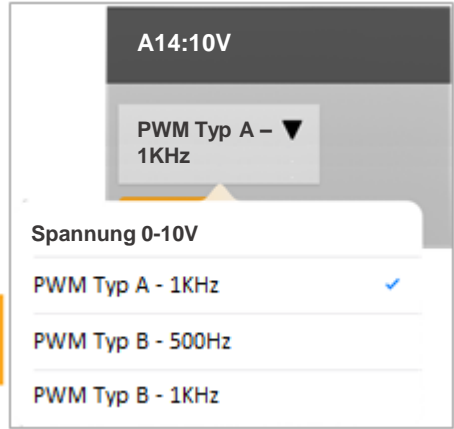 A14:10V
PWM Typ A –
1KHz
Spannung 0-10V
PWM Typ A - 1KHz
PWM Typ B - 500Hz
PWM Typ B - 1KHz